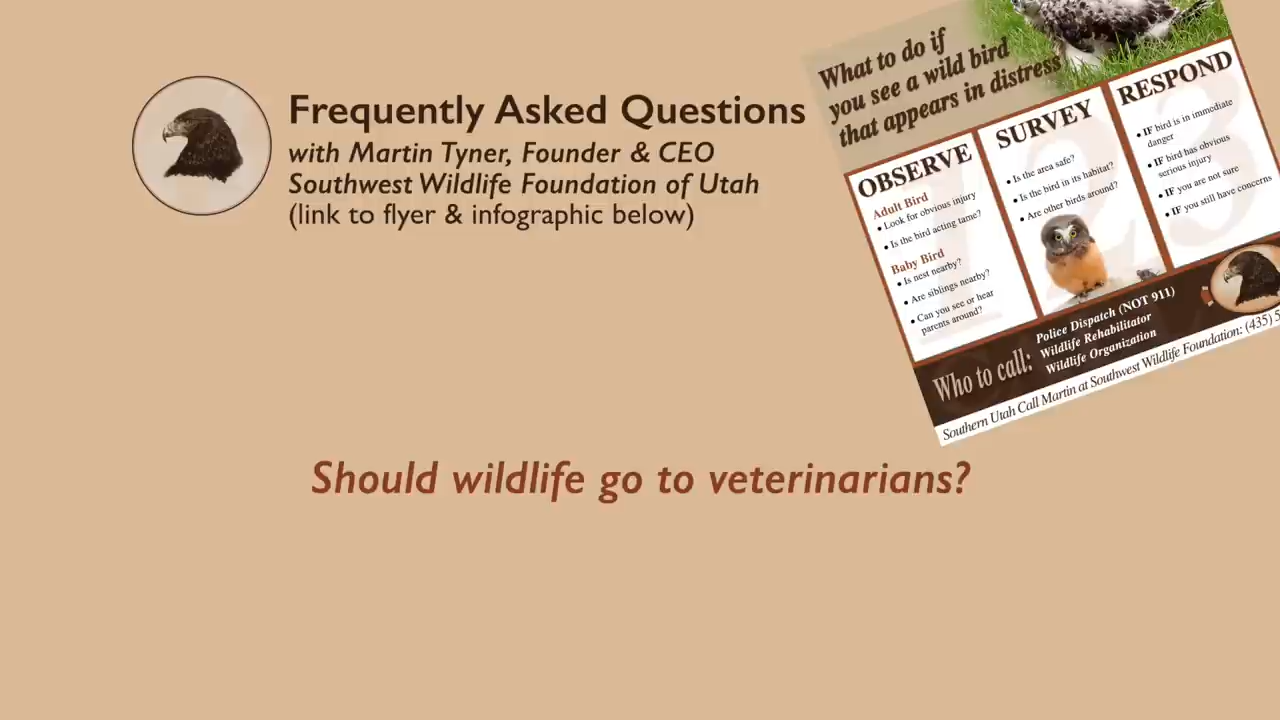 Frequently Asked Questions
with Martin Tyner, Founder & CEO
Southwest Wildlife Foundation of Utah
(link to flyer & infographic below)
What to do if
you see a wild bird
that appears in distress
OBSERVE
Adult Bird
• Look for obvious injury
• Is the bird acting tame?
Baby Bird
• Is nest nearby?
• Are siblings nearby?
• Can you see or hear
parents around?
SURVEY
• Is the area safe?
• Is the bird in its habitat?
• Are other birds around?
RESPOND
• IF bird is in immediate
danger
• IF bird has obvious
serious injury
• IF you are not sure
• IF you still have concerns
1 2 3
Who to call:
Police Dispatch (NOT 911)
Wildlife Rehabilitator
Wildlife Organization
Southern Utah Call Martin at Southwest Wildlife Foundation: (435) 5
Should wildlife go to veterinarians?